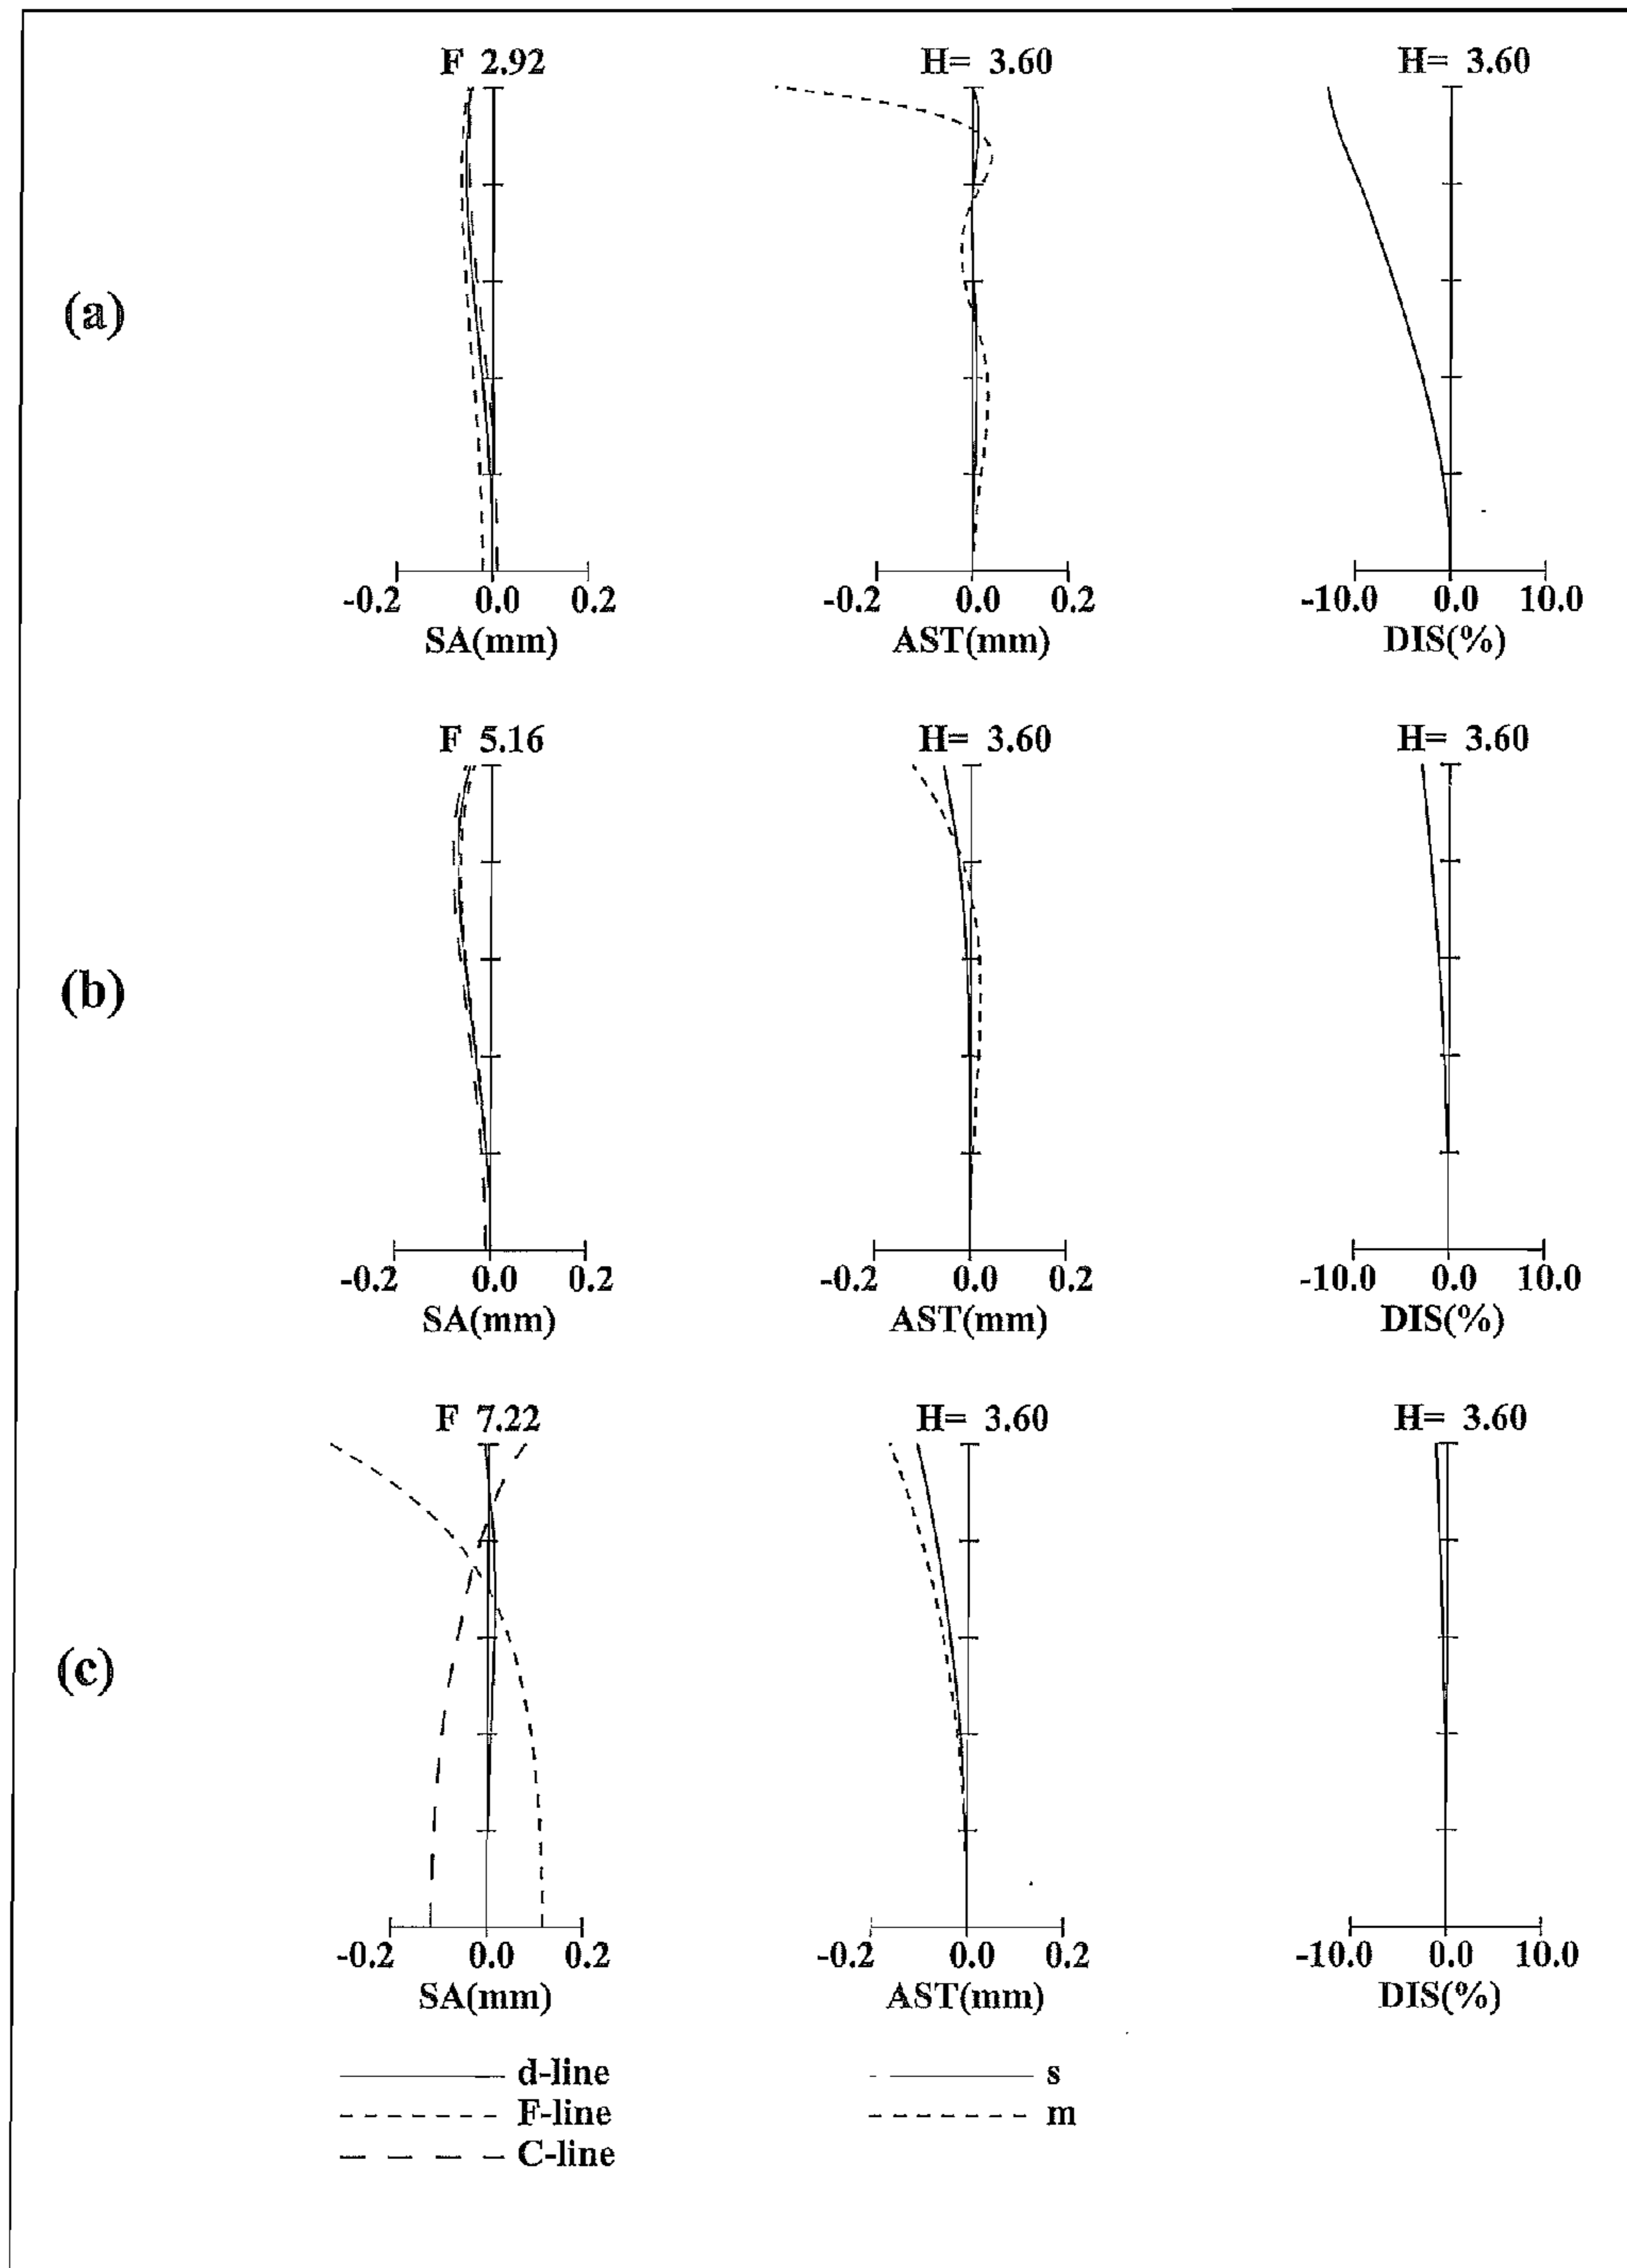 F 2.92 H= 3.60 H= 3.60
(a)
-0.2 0.0 0.2 -0.2 0.0 0.2 -10.0 0.0 10.0
SA(mm) AST(mm) DIS(%)
F 5.16 H= 3.60 H= 3.60
(b)
-0.2 0.0 0.2 -0.2 0.0 0.2 -10.0 0.0 10.0
SA(mm) AST(mm) DIS(%)
F 7.22 H= 3.60 H= 3.60
(c)
-0.2 0.0 0.2 -0.2 0.0 0.2 -10.0 0.0 10.0
SA(mm) AST(mm) DIS(%)
d-line s
F-line m
C-line